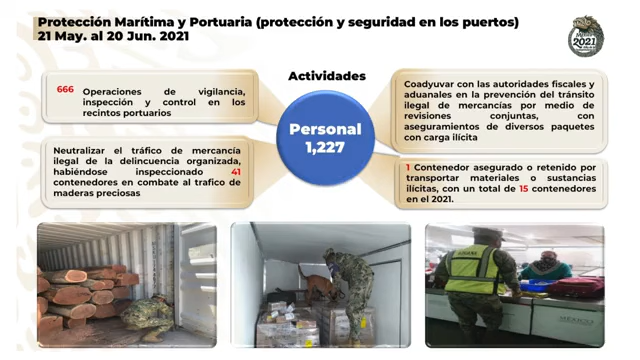 Protección Marítima y Portuaria (protección y seguridad en los puertos)
21 May. al 20 Jun. 2021
México
2021
Actividades
666 Operaciones de vigilancia,
inspección y control en los
recintos portuarios
Coadyuvar con las autoridades fiscales y
aduanales en la prevención del tránsito
ilegal de mercancías por medio de
revisiones conjuntas, con
aseguramientos de diversos paquetes
con carga ilícita
Personal
1,227
Neutralizar el tráfico de mercancía
ilegal de la delincuencia organizada,
habiéndose inspeccionado 41
contenedores en combate al trafico de
maderas preciosas
1 Contenedor asegurado o retenido por
transportar materiales o sustancias
ilícitas, con un total de 15 contenedores
en el 2021.
MÉXICO